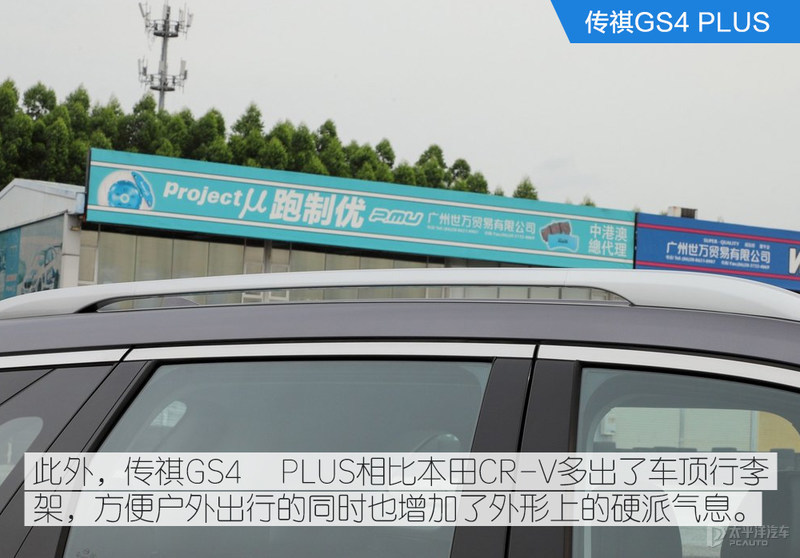 传祺GS4 PLUS
Project μ 跑制优 PMU 广州世万贸易有限公司 中港澳
總代理
SUPER-QUALITY
广州世万贸易有限公司
此外，传祺GS4 PLUS相比本田CR-V多出了车顶行李
架，方便户外出行的同时也增加了外形上的硬派气息。
太平洋汽车
PCAUTO